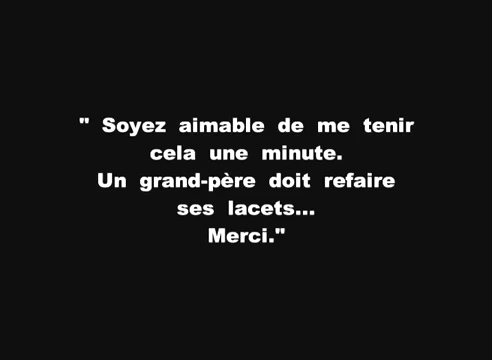 " Soyez aimable de me tenir
cela une minute.
Un grand-père doit refaire
ses lacets...
Merci."